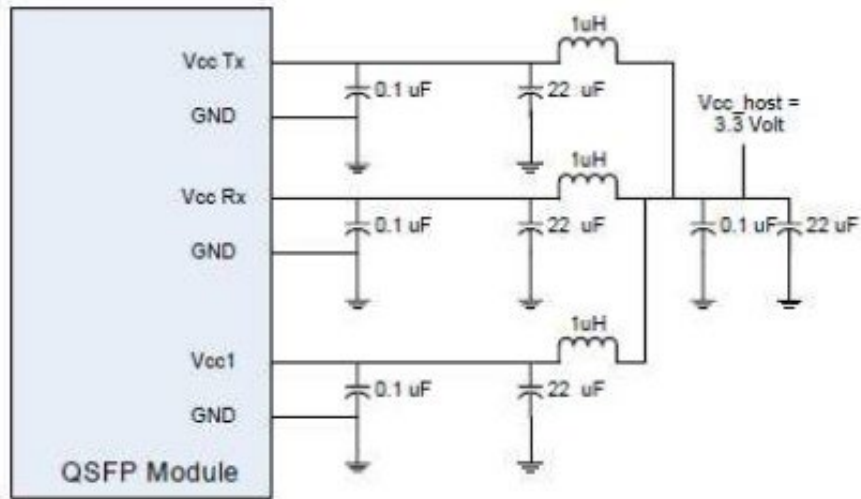 1uH
Vcc Tx
0.1 uF
22 uF
GND
Vcc_host =
3.3 Volt
1uH
Vcc Rx
0.1 uF
22 uF
0.1 uF
22 uF
GND
1uH
Vcc1
0.1 uF
22 uF
GND
QSFP Module